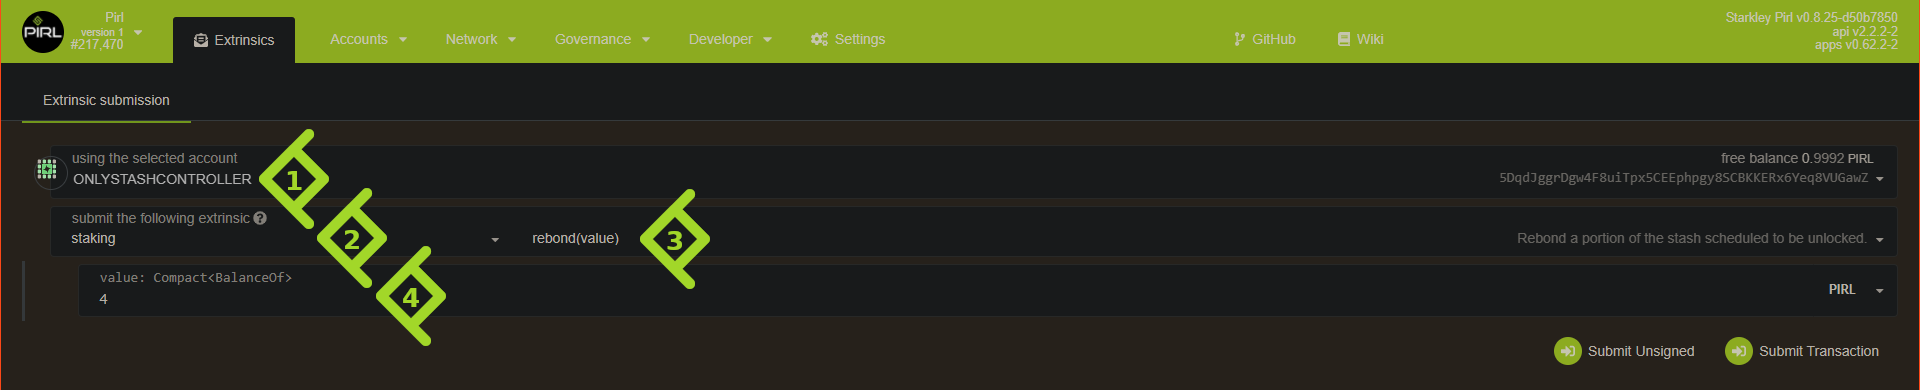 PIRL
Pirl
version 1
#217,470
Extrinsics
Accounts
Network
Governance
Developer
Settings
GitHub
Wiki
Starkley Pirl v0.8.25-d50b7850
api v2.2.2-2
apps v0.62.2-2
Extrinsic submission
using the selected account
ONLYSTASHCONTROLLER
1
free balance 0.9992 PIRL
5DqdJggrDgw4F8uiTpx5CEEphpgy8SCBKKERx6Yeq8VUGawZ
submit the following extrinsic ?
staking
2
rebond(value)
3
Rebond a portion of the stash scheduled to be unlocked.
value: Compact<BalanceOf>
4
4
PIRL
Submit Unsigned
Submit Transaction